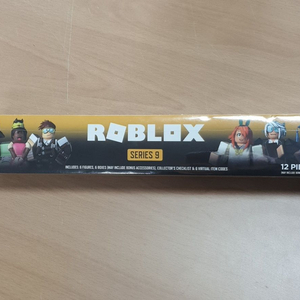 ROBLOX
SERIES 9
INCLUDES: 6 FIGURES, 6 BOXES (MAY INCLUDE BONUS ACCESSORIES), COLLECTOR'S CHECKLIST & 6 VIRTUAL ITEM CODES.
12 PI